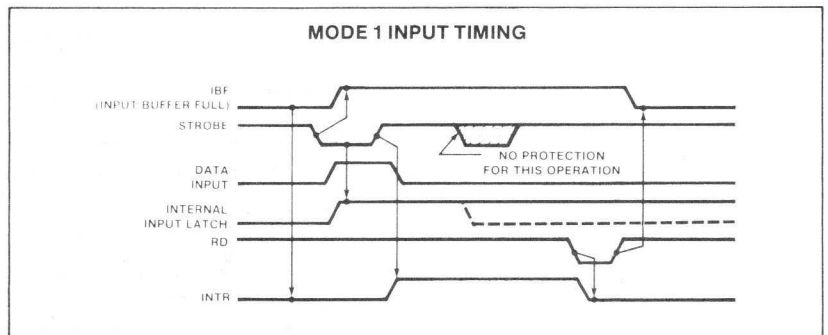 MODE 1 INPUT TIMING
IBF
(INPUT BUFFER FULL)
STROBE
NO PROTECTION
FOR THIS OPERATION
DATA
INPUT
INTERNAL
INPUT LATCH
RD
INTR